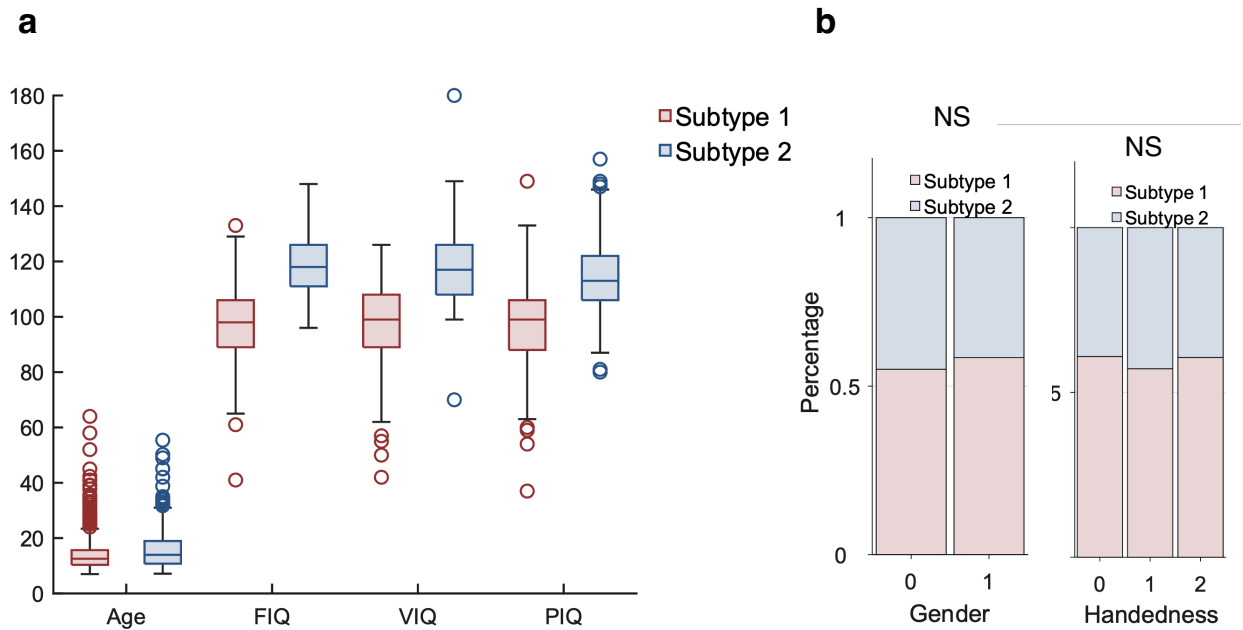 a
180
160
140
120
100
80
60
40
20
0
Age FIQ VIQ PIQ
Subtype 1
Subtype 2
b
NS
NS
Subtype 1
Subtype 2
Subtype 1
Subtype 2
Percentage
1
0.5
0
0 1
Gender
5
0 1 2
Handedness